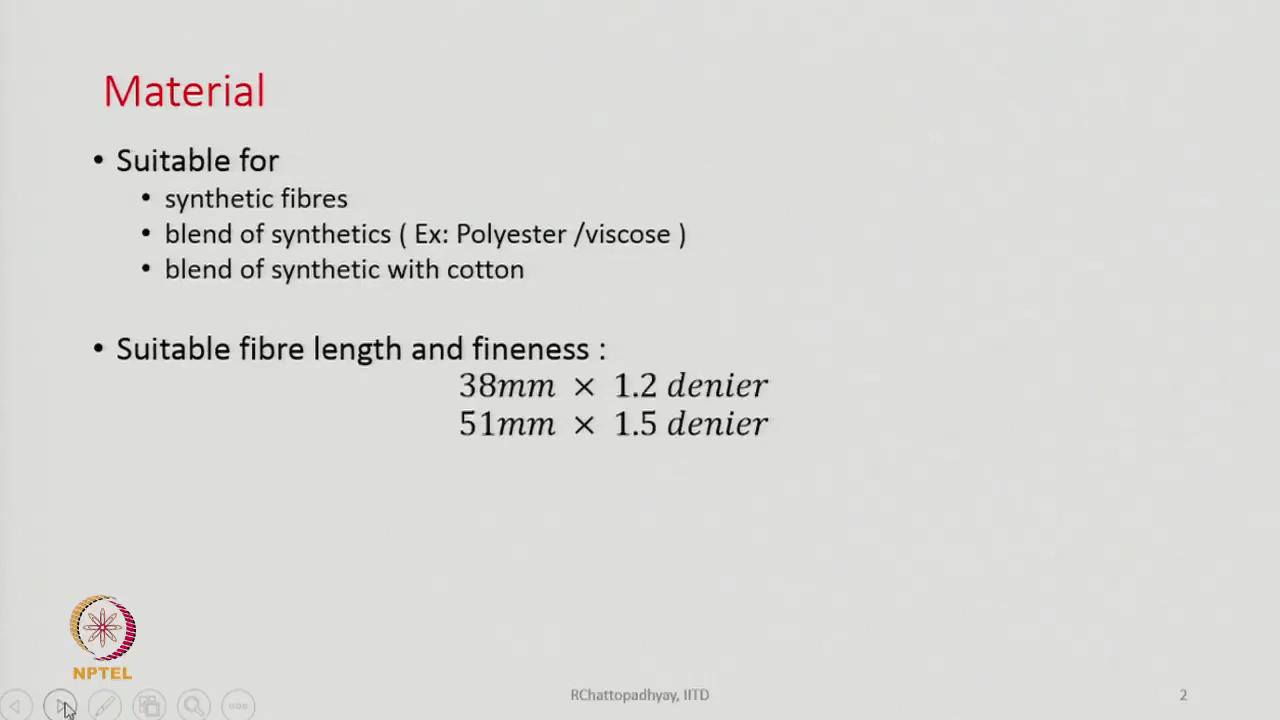 Material
• Suitable for
• synthetic fibres
• blend of synthetics ( Ex: Polyester /viscose )
• blend of synthetic with cotton
• Suitable fibre length and fineness :
38mm × 1.2 denier
51mm × 1.5 denier
NPTEL
RChattopadhyay, IITD
2